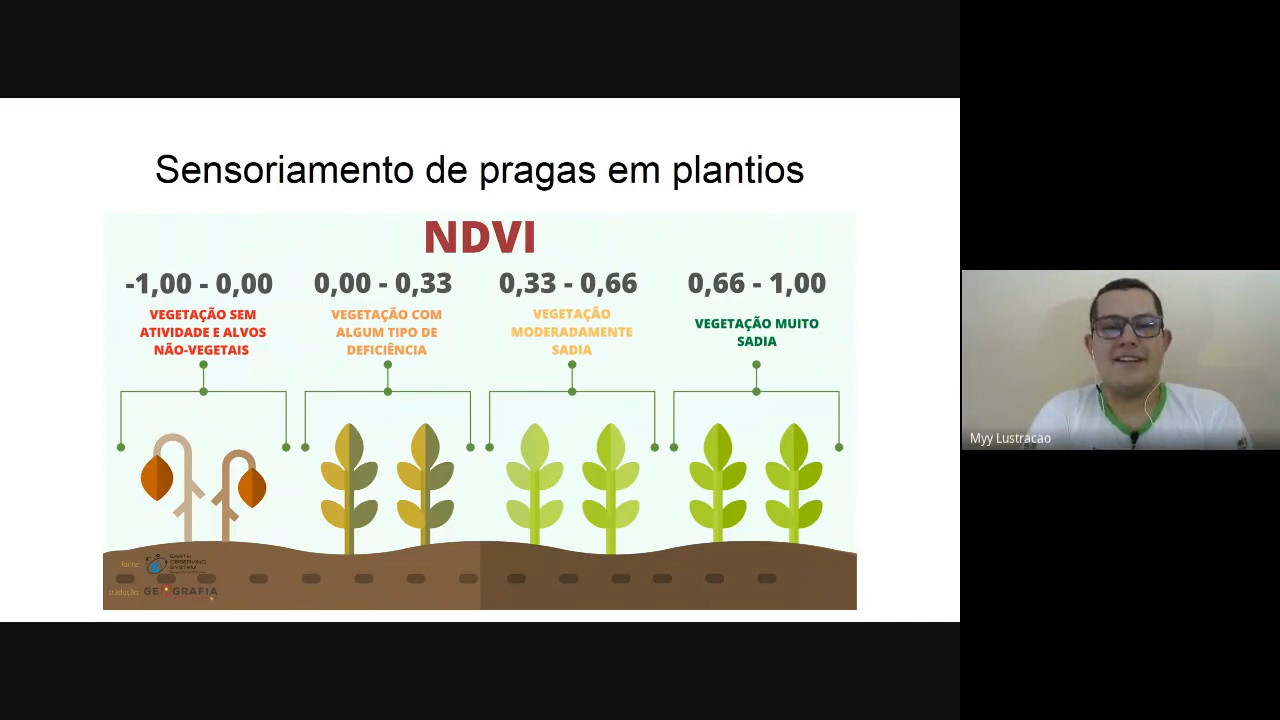 Sensoriamento de pragas em plantios
NDVI
-1,00 - 0,00
VEGETAÇÃO SEM
ATIVIDADE E ALVOS
NÃO-VEGETAIS
0,00 - 0,33
VEGETAÇÃO COM
ALGUM TIPO DE
DEFICIÊNCIA
0,33 - 0,66
VEGETAÇÃO
MODERADAMENTE
SADIA
0,66 - 1,00
VEGETAÇÃO MUITO
SADIA
fonte
EARTH
OBSERVING
SYSTEM
tradução
GEOGRAFIA
Myy Lustracao